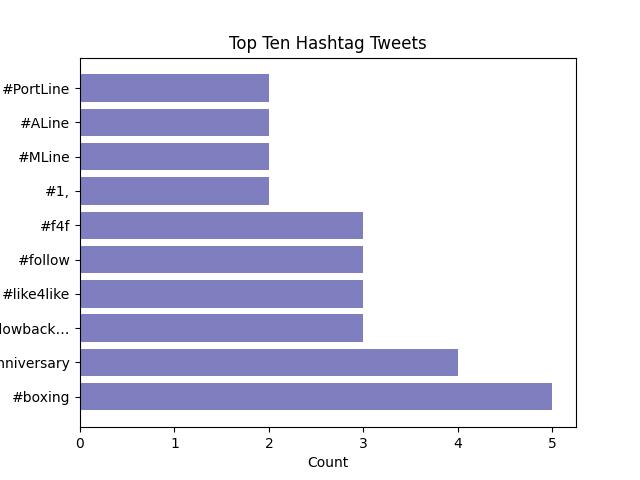 Top Ten Hashtag Tweets
#PortLine
#ALine
#MLine
#1,
#f4f
#follow
#like4like
lowback...
nniversary
#boxing
0 1 2 3 4 5
Count